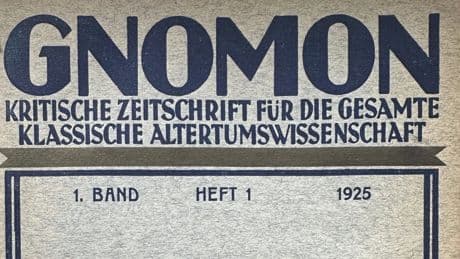 GNOMON
KRITISCHE ZEITSCHRIFT FÜR DIE GESAMTE
KLASSISCHE ALTERTUMSWISSENSCHAFT
1. BAND HEFT 1 1925